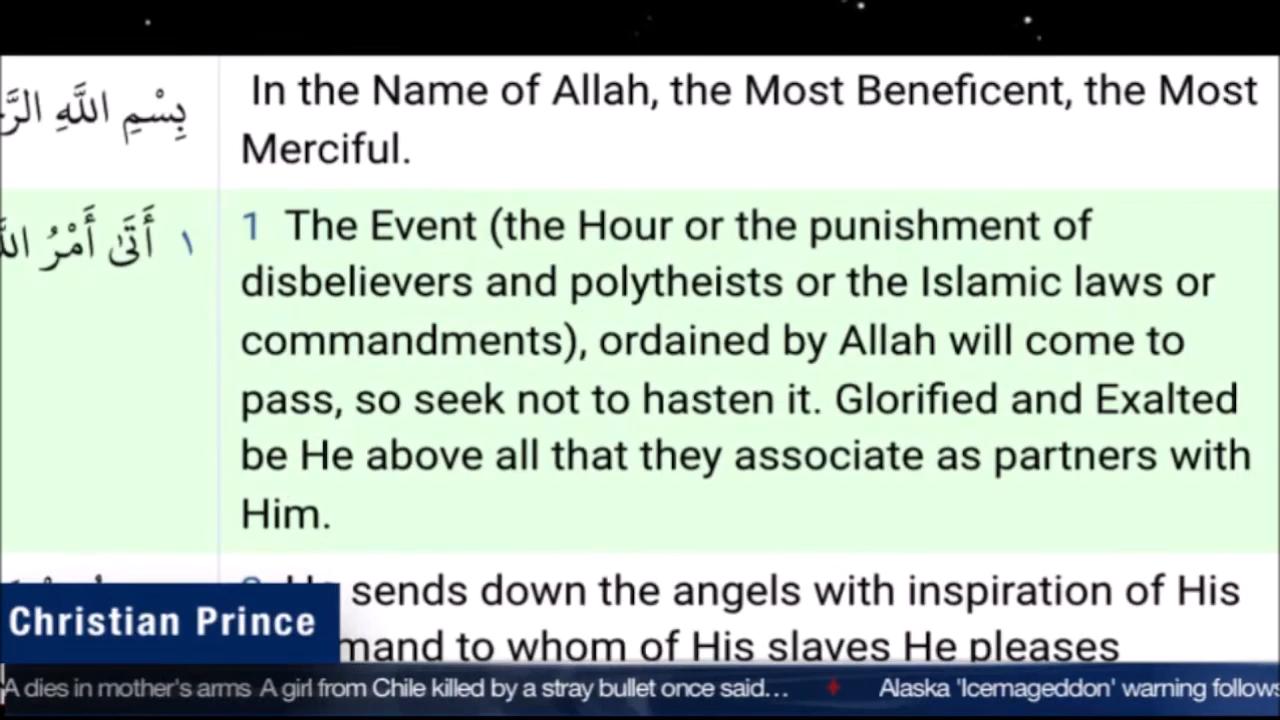 بِسْمِ اللَّهِ
In the Name of Allah, the Most Beneficent, the Most
Merciful.
١ أَتَىٰ أَمْرُ
1 The Event (the Hour or the punishment of
disbelievers and polytheists or the Islamic laws or
commandments), ordained by Allah will come to
pass, so seek not to hasten it. Glorified and Exalted
be He above all that they associate as partners with
Him.
sends down the angels with inspiration of His
to whom of His slaves He pleases
Christian Prince
A dies in mother's arms A girl from Chile killed by a stray bullet once said... Alaska 'Icemageddon' warning follows